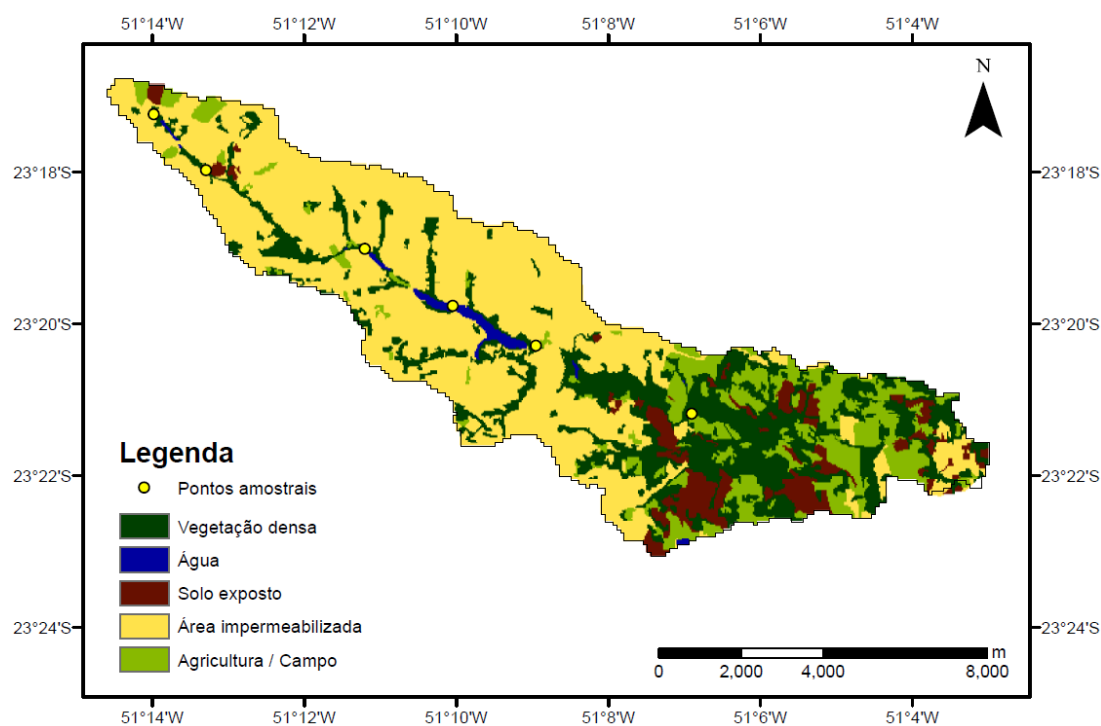 51°14'W 51°12'W 51°10'W 51°8'W 51°6'W 51°4'W
N
23°18'S 23°18'S
23°20'S 23°20'S
Legenda
23°22'S 23°22'S
Pontos amostrais
Vegetação densa
Água
Solo exposto
23°24'S Área impermeabilizada 23°24'S
Agricultura / Campo
m
0 2,000 4,000 8,000
51°14'W 51°12'W 51°10'W 51°8'W 51°6'W 51°4'W